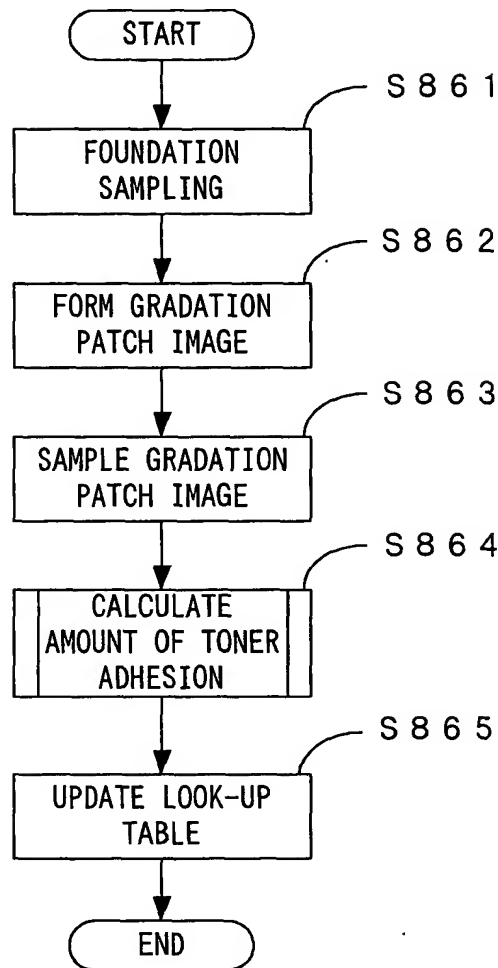 START
S861
FOUNDATION
SAMPLING
S862
FORM GRADATION
PATCH IMAGE
S863
SAMPLE GRADATION
PATCH IMAGE
S864
CALCULATE
AMOUNT OF TONER
ADHESION
S865
UPDATE LOOK-UP
TABLE
END